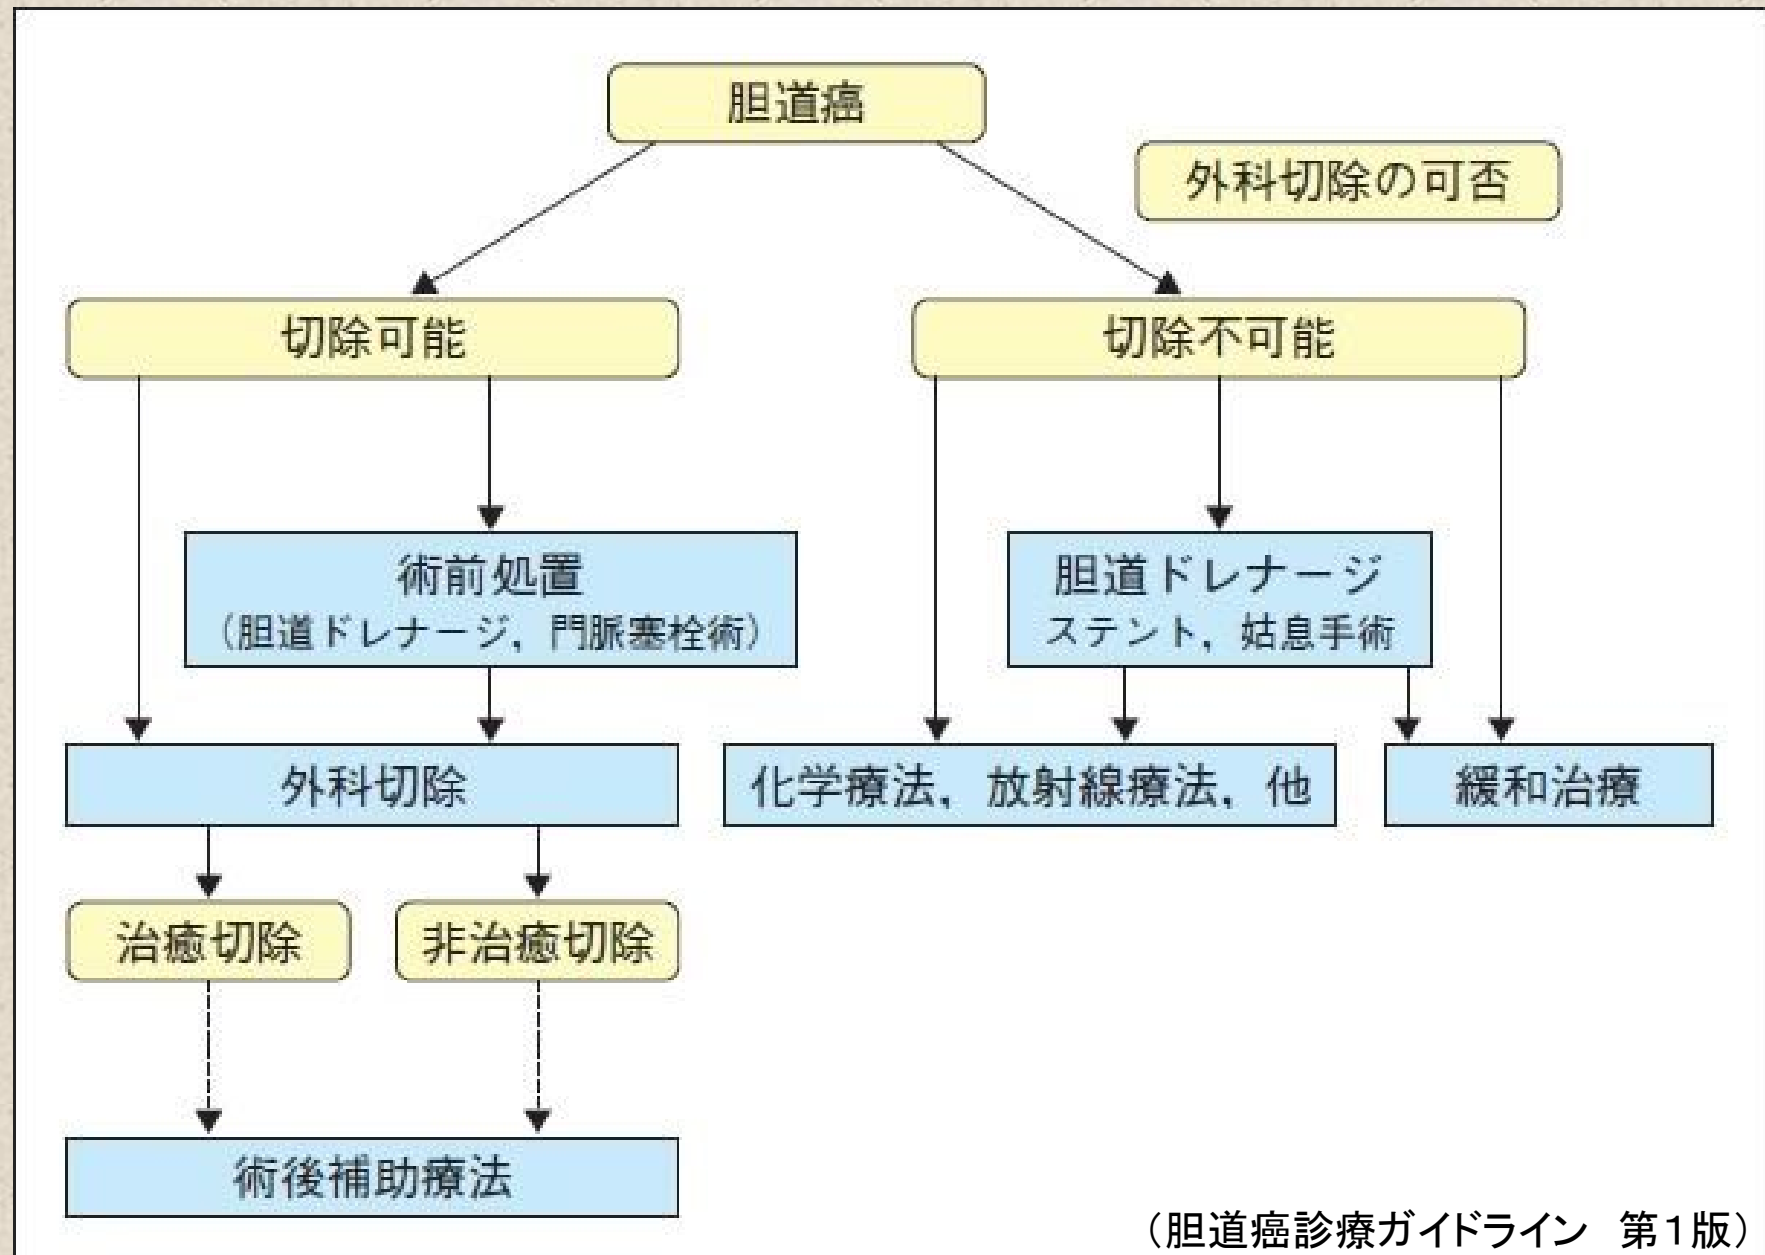 胆道癌
外科切除の可否
切除可能
切除不可能
術前処置
（胆道ドレナージ，門脈塞栓術）
胆道ドレナージ
ステント，姑息手術
外科切除
化学療法，放射線療法，他
緩和治療
治癒切除
非治癒切除
術後補助療法
（胆道癌診療ガイドライン　第１版）